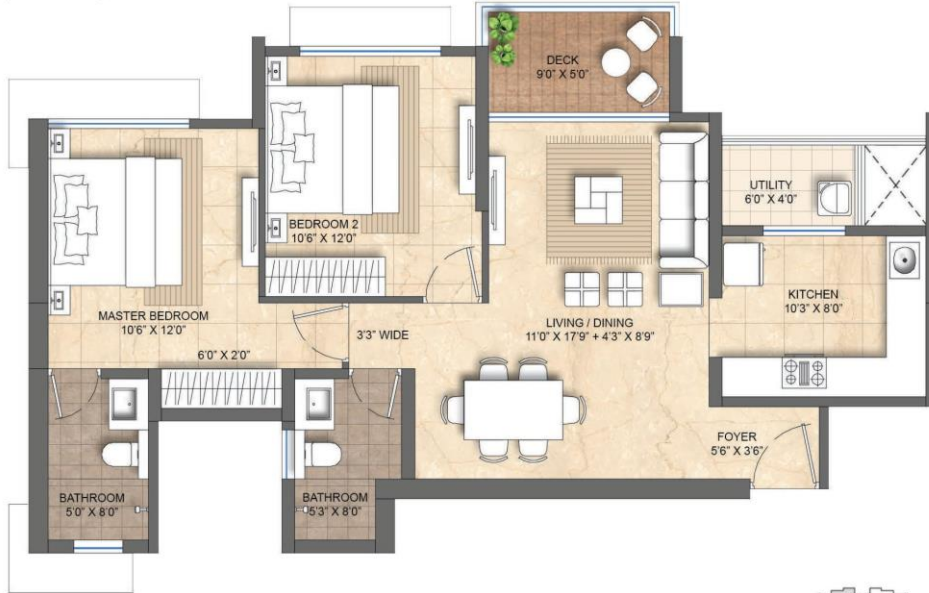 DECK
9'0" X 5'0"
UTILITY
6'0" X 4'0"
BEDROOM 2
10'6" X 12'0"
KITCHEN
10'3" X 8'0"
MASTER BEDROOM
10'6" X 12'0"
LIVING / DINING
11'0" X 17'9" + 4'3" X 8'9"
3'3" WIDE
6'0" X 2'0"
FOYER
5'6" X 3'6"
BATHROOM
5'0" X 8'0"
BATHROOM
5'3" X 8'0"